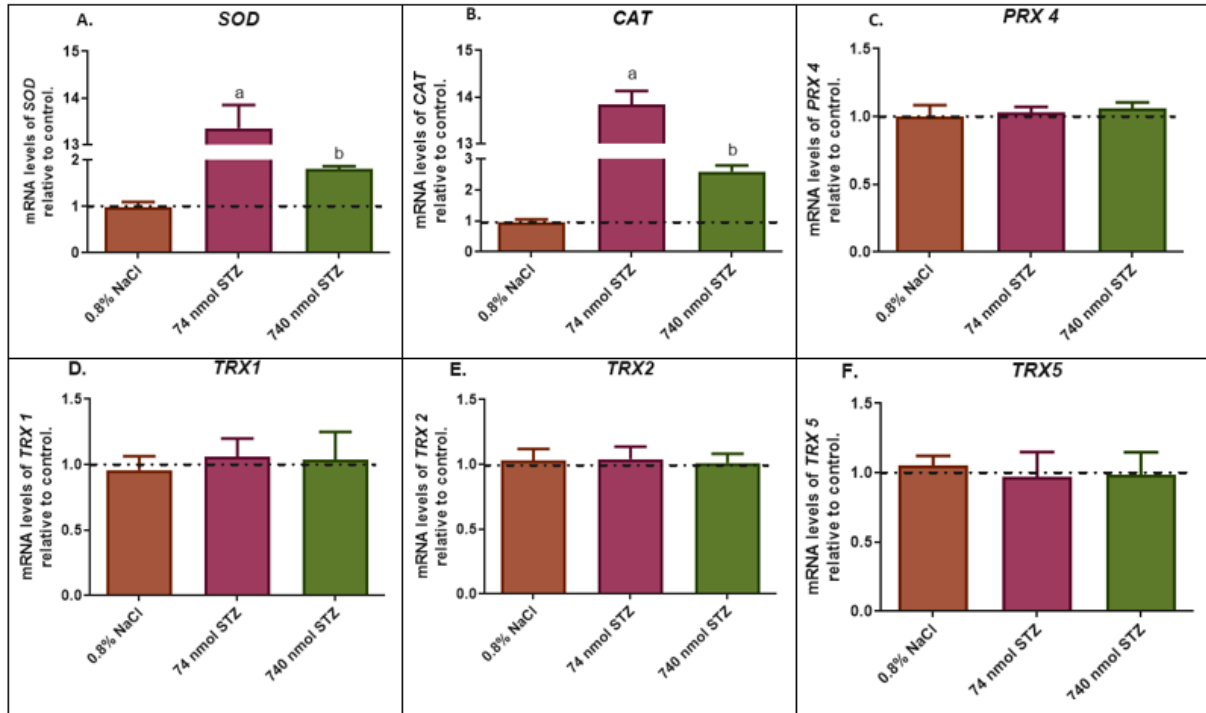 A. SOD
mRNA levels of SOD
relative to control.
15
14
13
2
1
0
a
b
0.8% NaCl
74 nmol STZ
740 nmol STZ
B. CAT
mRNA levels of CAT
relative to control.
15
14
13
3
2
1
0
a
b
0.8% NaCl
74 nmol STZ
740 nmol STZ
C. PRX 4
mRNA levels of PRX 4
relative to control.
1.5
1.0
0.5
0.0
0.8% NaCl
74 nmol STZ
740 nmol STZ
D. TRX1
mRNA levels of TRX 1
relative to control.
1.5
1.0
0.5
0.0
0.8% NaCl
74 nmol STZ
740 nmol STZ
E. TRX2
mRNA levels of TRX 2
relative to control.
1.5
1.0
0.5
0.0
0.8% NaCl
74 nmol STZ
740 nmol STZ
F. TRX5
mRNA levels of TRX 5
relative to control.
1.5
1.0
0.5
0.0
0.8% NaCl
74 nmol STZ
740 nmol STZ